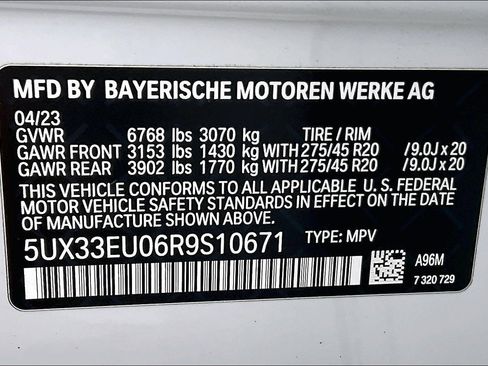 MFD BY BAYERISCHE MOTOREN WERKE AG
04/23
GVWR 6768 lbs 3070 kg TIRE / RIM
GAWR FRONT 3153 lbs 1430 kg WITH 275/45 R20 /9.0J x 20
GAWR REAR 3902 lbs 1770 kg WITH 275/45 R20 /9.0J x 20
THIS VEHICLE CONFORMS TO ALL APPLICABLE U. S. FEDERAL
MOTOR VEHICLE SAFETY STANDARDS IN EFFECT ON THE DATE
OF MANUFACTURE SHOWN ABOVE.
5UX33EU06R9S10671 TYPE: MPV
A96M
7 320 729